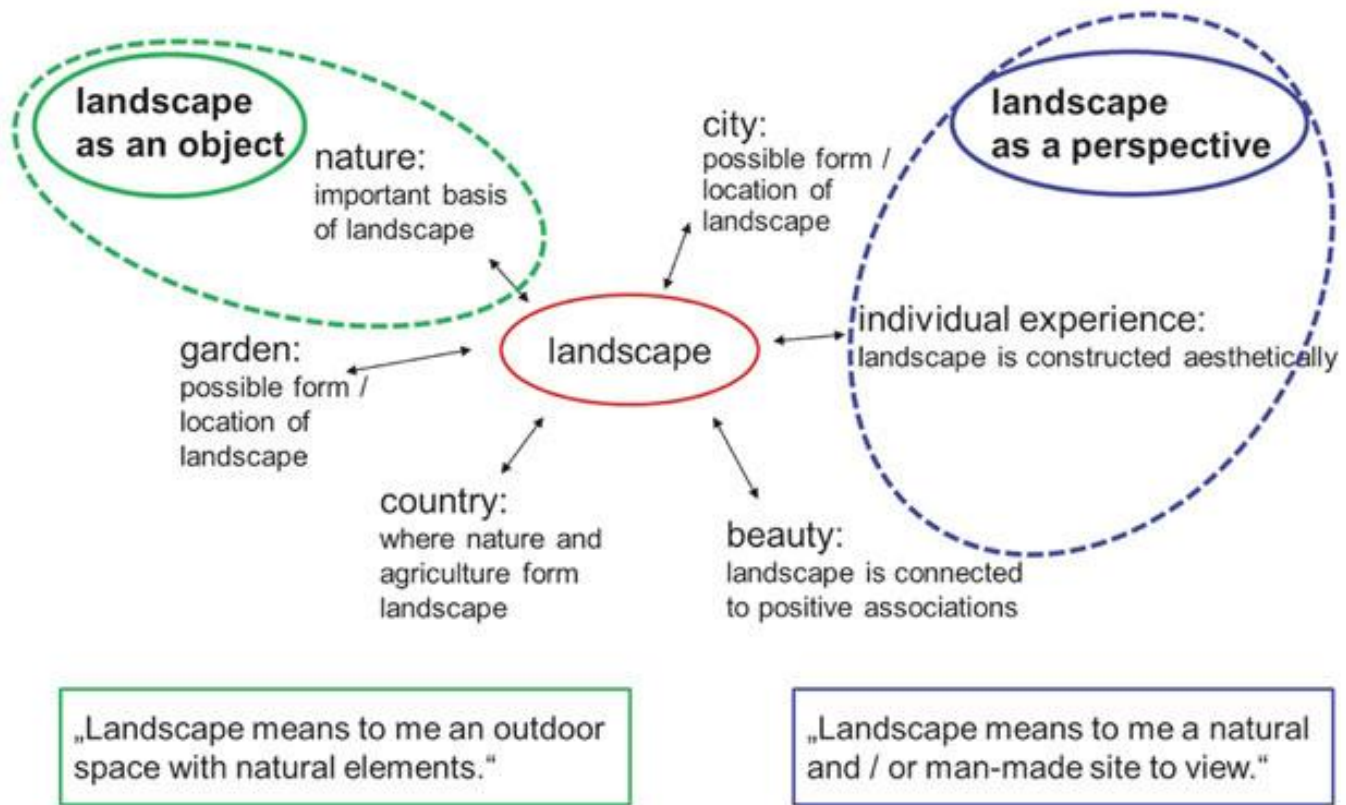 landscape
as an object
nature:
important basis
of landscape
city:
possible form /
location of
landscape
landscape
as a perspective
garden:
possible form /
location of
landscape
landscape
individual experience:
landscape is constructed aesthetically
country:
where nature and
agriculture form
landscape
beauty:
landscape is connected
to positive associations
„Landscape means to me an outdoor
space with natural elements.“
„Landscape means to me a natural
and / or man-made site to view.“